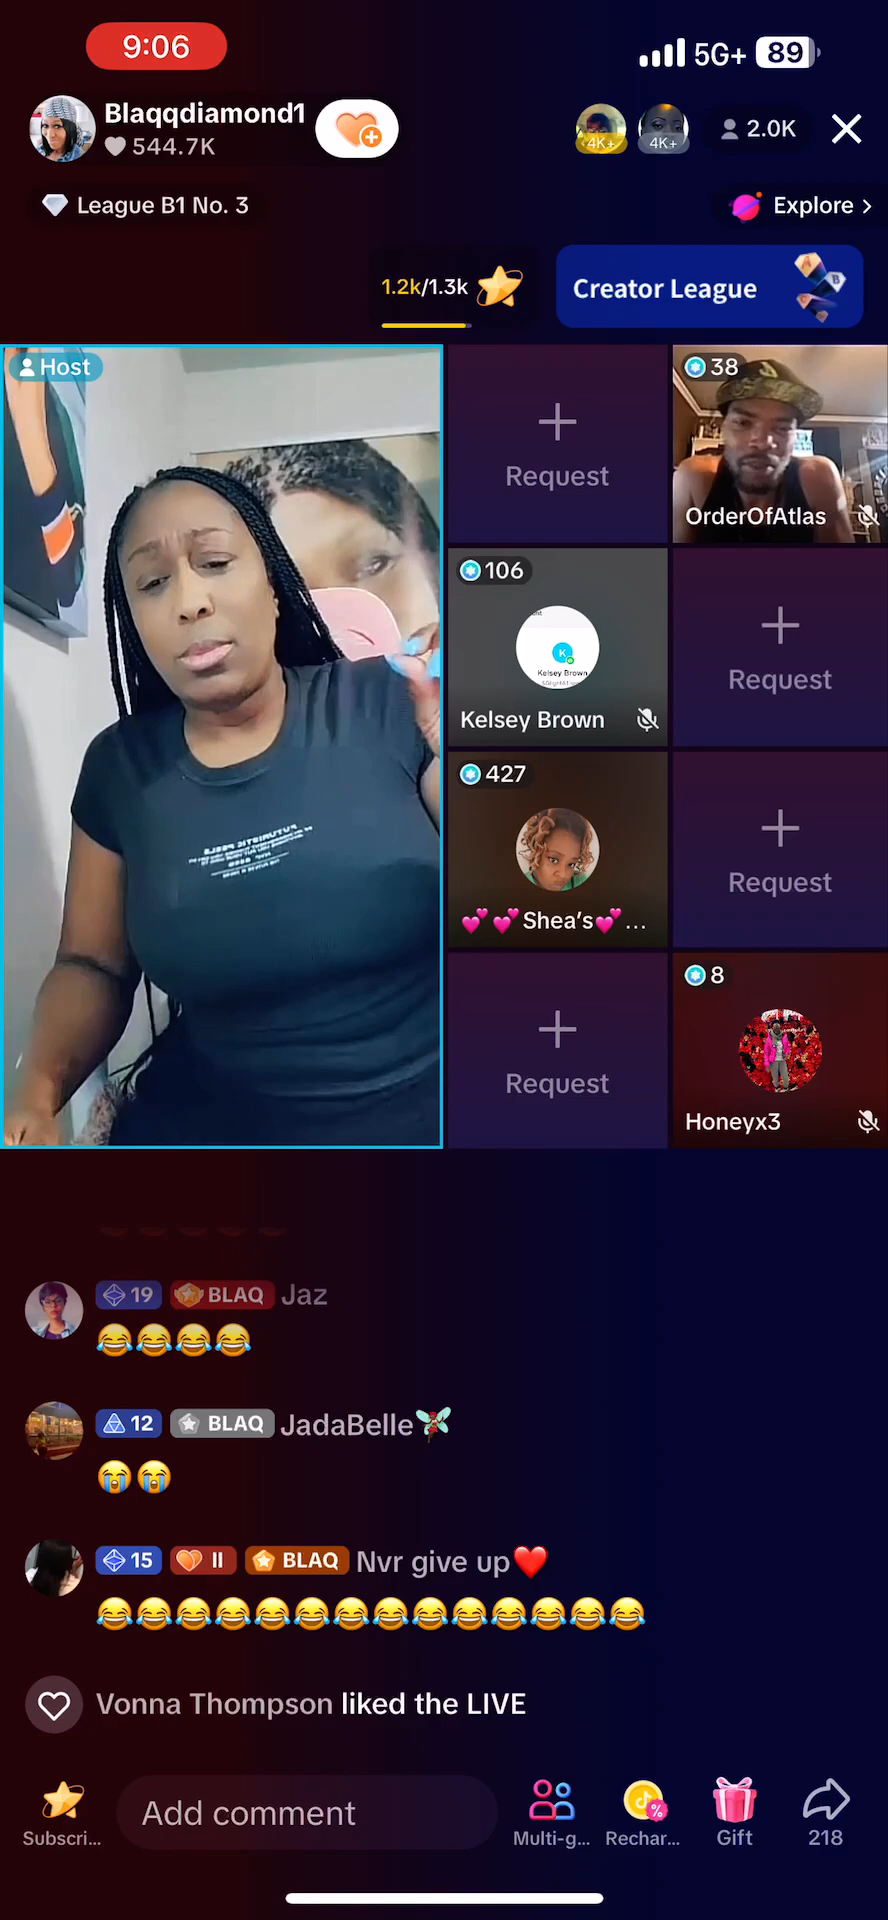 9:06
5G+ 89
Blaqqdiamond1
544.7K
4K+ 4K+ 2.0K
League B1 No. 3
Explore >
1.2k/1.3k
Creator League
Host
Request
38
OrderOfAtlas
106
Kelsey Brown
Kelsey Brown
Request
427
💕💕Shea's💕...
Request
Request
8
Honeyx3
19 BLAQ Jaz
😂😂😂😂
12 BLAQ JadaBelle🧚
😭😭
15 II BLAQ Nvr give up❤️
😂😂😂😂😂😂😂😂😂😂😂😂😂😂
Vonna Thompson liked the LIVE
Subscri...
Add comment
Multi-g...
Rechar...
Gift
218